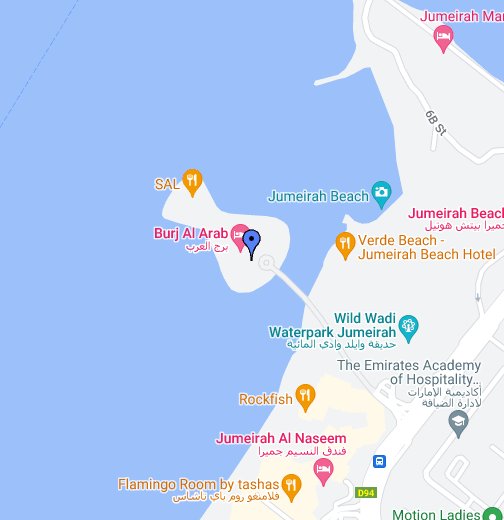 Jumeirah Mar
6B St
SAL
Jumeirah Beach
Jumeirah Beach
جميرا بيتش هوتيل
Burj Al Arab
برج العرب
Verde Beach -
Jumeirah Beach Hotel
Wild Wadi
Waterpark Jumeirah
حديقة وايلد وادي المائية
The Emirates Academy
of Hospitality...
أكاديمية الإمارات
لادارة الضيافة
Rockfish
Jumeirah Al Naseem
فندق النسيم جميرا
Flamingo Room by tashas
فلامنغو روم باي تاشاس
D94
Motion Ladies